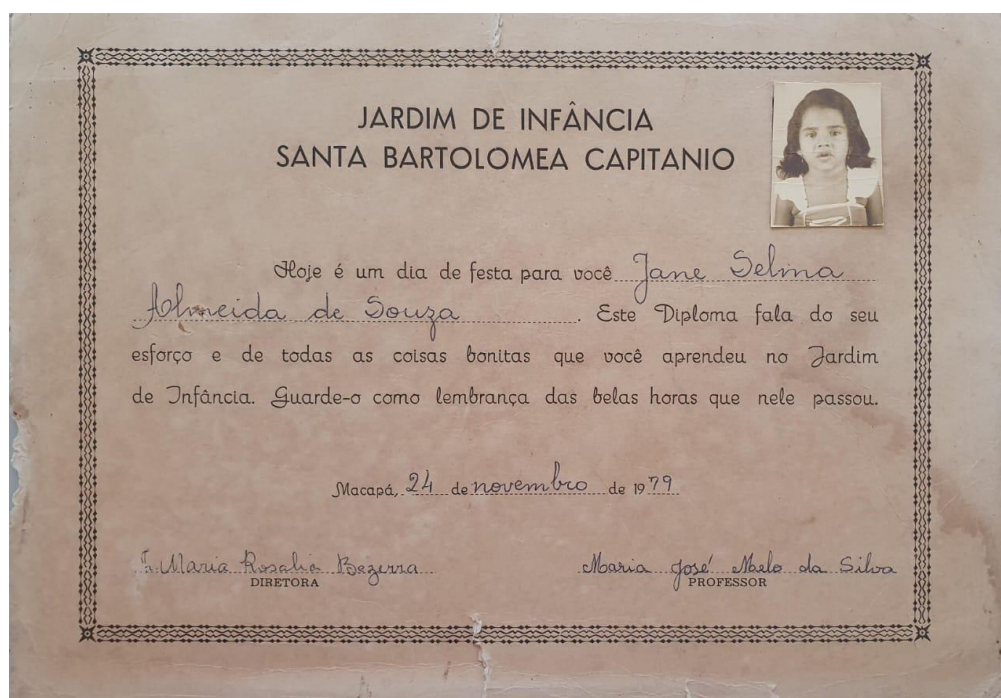 JARDIM DE INFÂNCIA
SANTA BARTOLOMEA CAPITANIO
Hoje é um dia de festa para você Jane Selma
Almeida de Souza. Este Diploma fala do seu
esforço e de todas as coisas bonitas que você aprendeu no Jardim
de Infância. Guarde-o como lembrança das belas horas que nele passou.
Macapá, 24 de novembro de 1979
Ir. Maria Rosalia Bezerra
DIRETORA
Maria José Melo da Silva
PROFESSOR